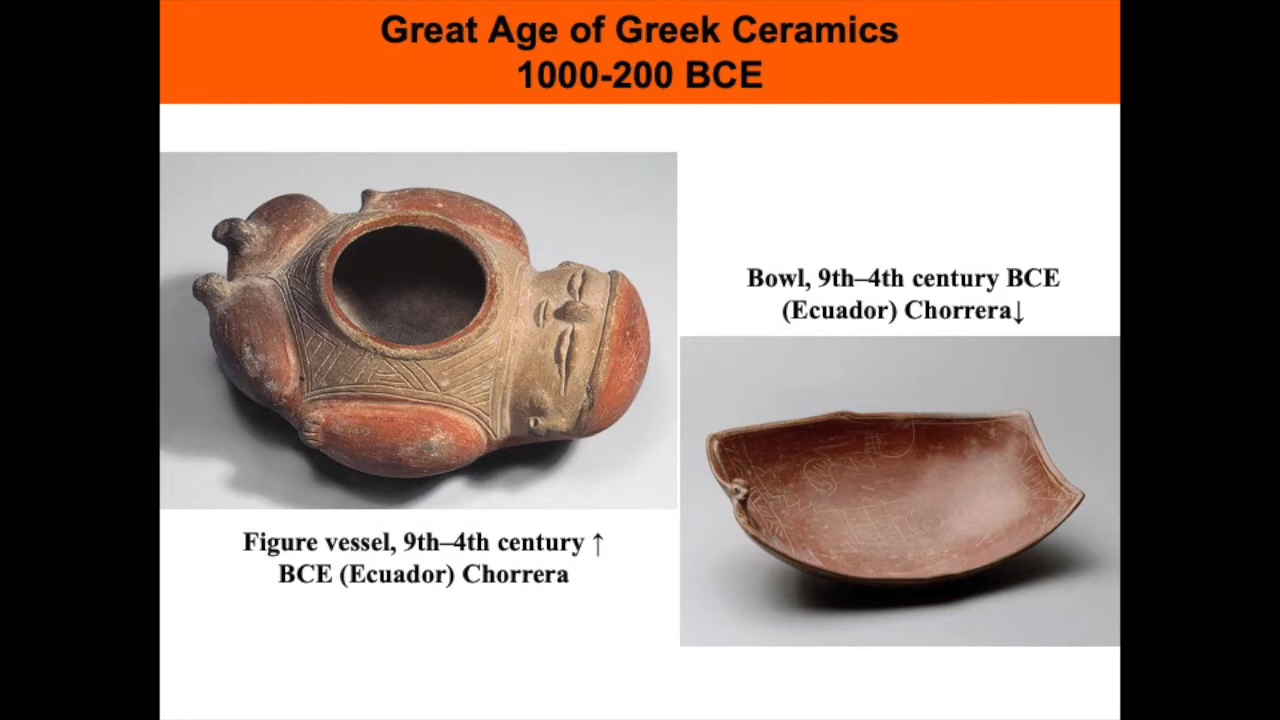 Great Age of Greek Ceramics
1000-200 BCE
Bowl, 9th–4th century BCE
(Ecuador) Chorrera↓
Figure vessel, 9th–4th century ↑
BCE (Ecuador) Chorrera